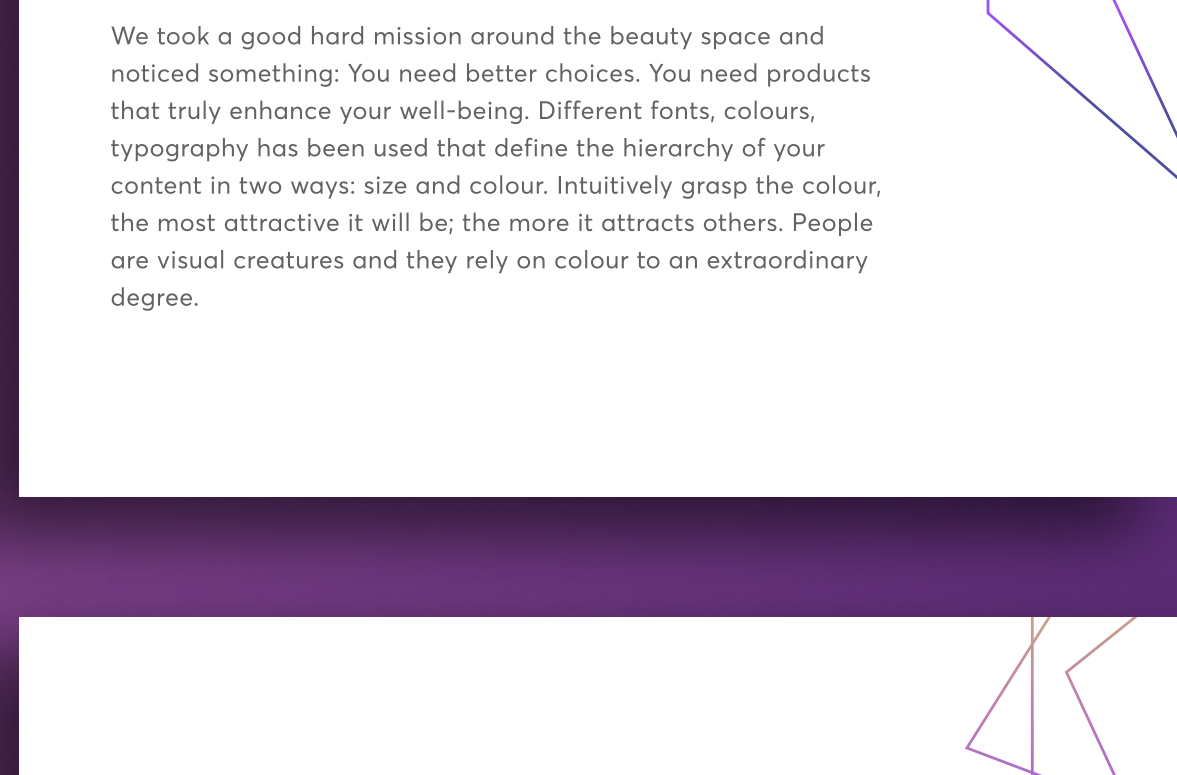 We took a good hard mission around the beauty space and
noticed something: You need better choices. You need products
that truly enhance your well-being. Different fonts, colours,
typography has been used that define the hierarchy of your
content in two ways: size and colour. Intuitively grasp the colour,
the most attractive it will be; the more it attracts others. People
are visual creatures and they rely on colour to an extraordinary
degree.